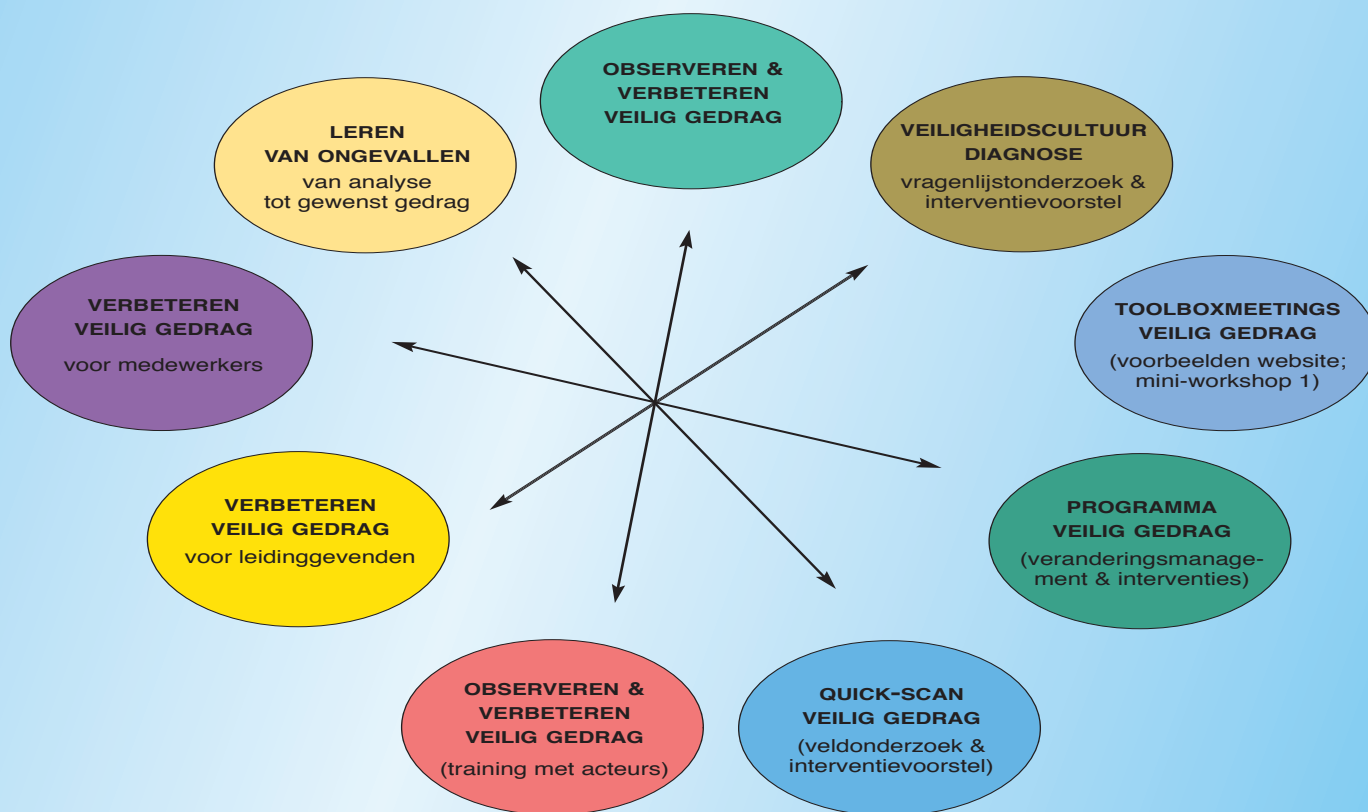 OBSERVEREN &
VERBETEREN
VEILIG GEDRAG
LEREN
VAN ONGEVALLEN
van analyse
tot gewenst gedrag
VEILIGHEIDSCULTUUR
DIAGNOSE
vragenlijstonderzoek &
interventievoorstel
VERBETEREN
VEILIG GEDRAG
voor medewerkers
TOOLBOXMEETINGS
VEILIG GEDRAG
(voorbeelden website;
mini-workshop 1)
VERBETEREN
VEILIG GEDRAG
voor leidinggevenden
PROGRAMMA
VEILIG GEDRAG
(veranderingsmanage-
ment & interventies)
OBSERVEREN &
VERBETEREN
VEILIG GEDRAG
(training met acteurs)
QUICK-SCAN
VEILIG GEDRAG
(veldonderzoek &
interventievoorstel)